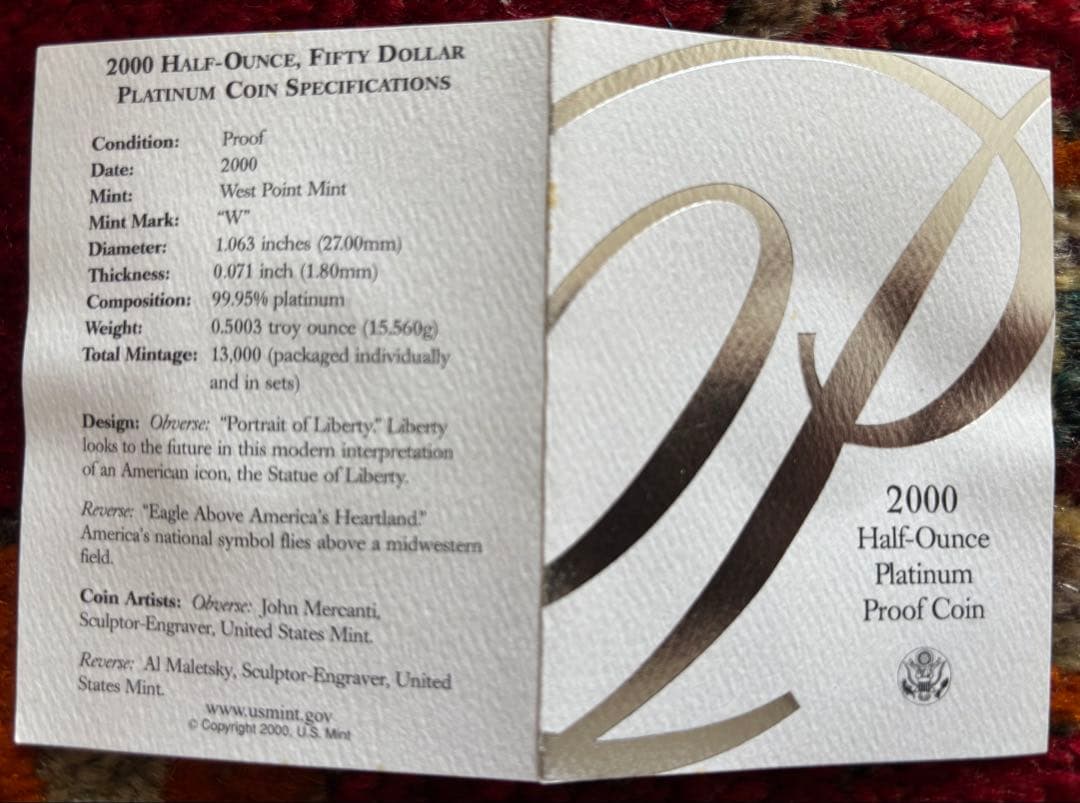 2000 Half-Ounce, Fifty Dollar
Platinum Coin Specifications
Condition: Proof
Date: 2000
Mint: West Point Mint
Mint Mark: "W"
Diameter: 1.063 inches (27.00mm)
Thickness: 0.071 inch (1.80mm)
Composition: 99.95% platinum
Weight: 0.5003 troy ounce (15.560g)
Total Mintage: 13,000 (packaged individually
and in sets)
Design: Obverse: "Portrait of Liberty." Liberty
looks to the future in this modern interpretation
of an American icon, the Statue of Liberty.
Reverse: "Eagle Above America's Heartland."
America's national symbol flies above a midwestern
field.
Coin Artists: Obverse: John Mercanti,
Sculptor-Engraver, United States Mint.
Reverse: Al Maletsky, Sculptor-Engraver, United
States Mint.
www.usmint.gov
© Copyright 2000, U.S. Mint
P
2000
Half-Ounce
Platinum
Proof Coin